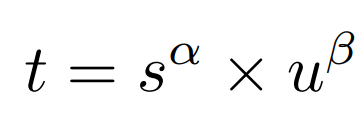 t = s^α × u^β